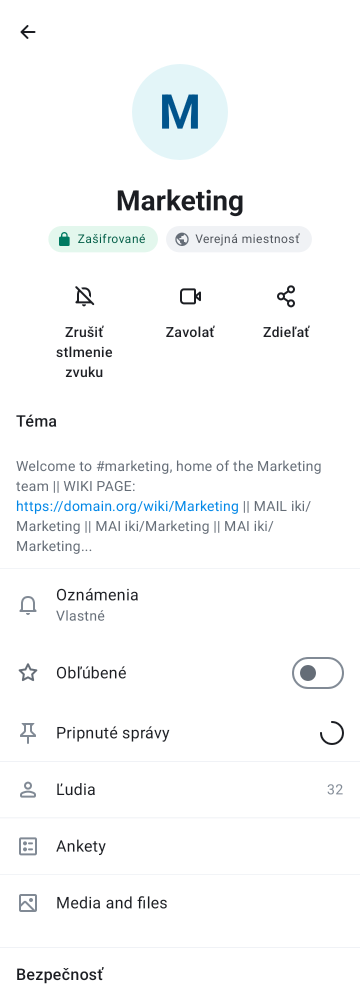 M
Marketing
Zašifrované
Verejná miestnosť
Zrušiť
stlmenie
zvuku
Zavolať
Zdieľať
Téma
Welcome to #marketing, home of the Marketing
team || WIKI PAGE:
https://domain.org/wiki/Marketing || MAIL iki/
Marketing || MAI iki/Marketing || MAI iki/
Marketing...
Oznámenia
Vlastné
Obľúbené
Pripnuté správy
Ľudia 32
Ankety
Media and files
Bezpečnosť